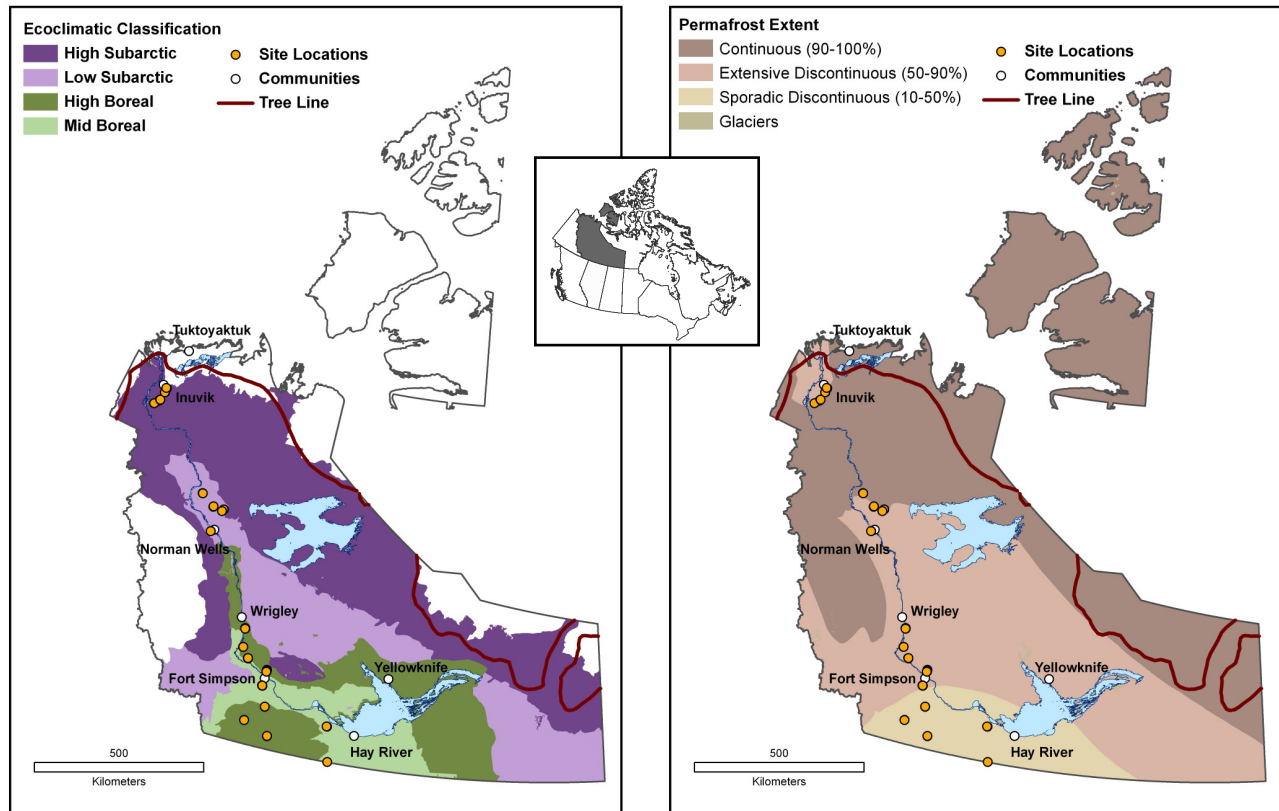 Ecoclimatic Classification
High Subarctic
Low Subarctic
High Boreal
Mid Boreal
Site Locations
Communities
Tree Line
Tuktoyaktuk
Inuvik
Norman Wells
Wrigley
Fort Simpson
Yellowknife
Hay River
500
Kilometers
Permafrost Extent
Continuous (90-100%)
Extensive Discontinuous (50-90%)
Sporadic Discontinuous (10-50%)
Glaciers
Site Locations
Communities
Tree Line
Tuktoyaktuk
Inuvik
Norman Wells
Wrigley
Fort Simpson
Yellowknife
Hay River
500
Kilometers